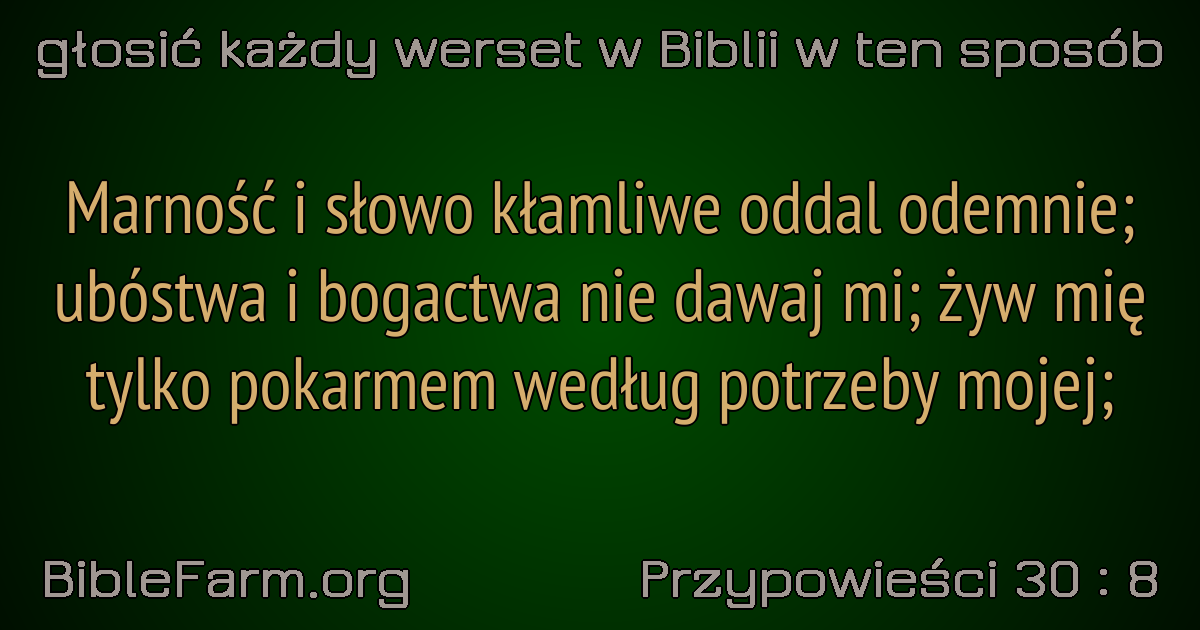 głosić każdy werset w Biblii w ten sposób
Marność i słowo kłamliwe oddal odemnie;
ubóstwa i bogactwa nie dawaj mi; żyw mię
tylko pokarmem według potrzeby mojej;
BibleFarm.org
Przypowieści 30 : 8